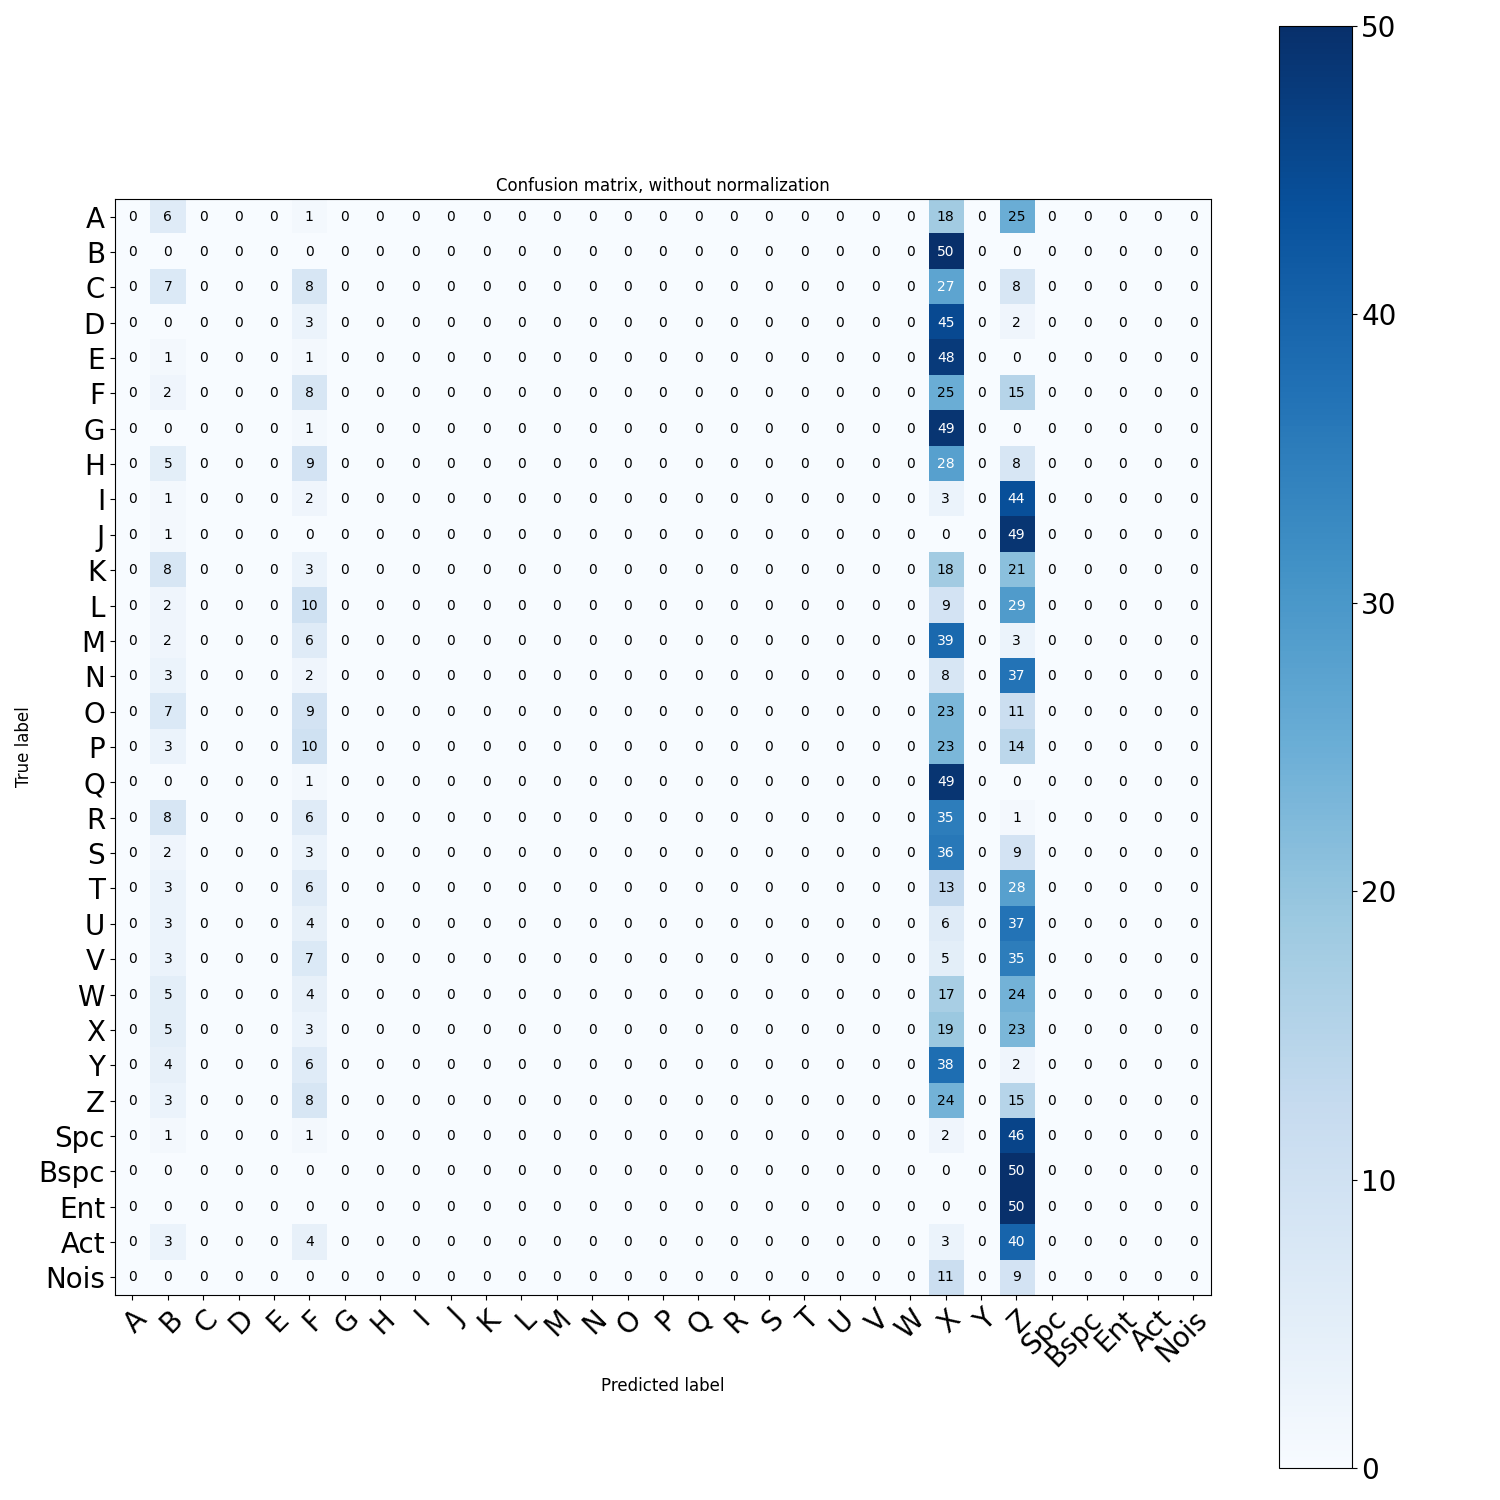 Confusion matrix, without normalization
A 0 6 0 0 0 1 0 0 0 0 0 0 0 0 0 0 0 0 0 0 0 0 0 18 0 25 0 0 0 0 0
B 0 0 0 0 0 0 0 0 0 0 0 0 0 0 0 0 0 0 0 0 0 0 0 50 0 0 0 0 0 0 0
C 0 7 0 0 0 8 0 0 0 0 0 0 0 0 0 0 0 0 0 0 0 0 0 27 0 8 0 0 0 0 0
D 0 0 0 0 0 3 0 0 0 0 0 0 0 0 0 0 0 0 0 0 0 0 0 45 0 2 0 0 0 0 0
E 0 1 0 0 0 1 0 0 0 0 0 0 0 0 0 0 0 0 0 0 0 0 0 48 0 0 0 0 0 0 0
F 0 2 0 0 0 8 0 0 0 0 0 0 0 0 0 0 0 0 0 0 0 0 0 25 0 15 0 0 0 0 0
G 0 0 0 0 0 1 0 0 0 0 0 0 0 0 0 0 0 0 0 0 0 0 0 49 0 0 0 0 0 0 0
H 0 5 0 0 0 9 0 0 0 0 0 0 0 0 0 0 0 0 0 0 0 0 0 28 0 8 0 0 0 0 0
I 0 1 0 0 0 2 0 0 0 0 0 0 0 0 0 0 0 0 0 0 0 0 0 3 0 44 0 0 0 0 0
J 0 1 0 0 0 0 0 0 0 0 0 0 0 0 0 0 0 0 0 0 0 0 0 0 0 49 0 0 0 0 0
K 0 8 0 0 0 3 0 0 0 0 0 0 0 0 0 0 0 0 0 0 0 0 0 18 0 21 0 0 0 0 0
L 0 2 0 0 0 10 0 0 0 0 0 0 0 0 0 0 0 0 0 0 0 0 0 9 0 29 0 0 0 0 0
M 0 2 0 0 0 6 0 0 0 0 0 0 0 0 0 0 0 0 0 0 0 0 0 39 0 3 0 0 0 0 0
N 0 3 0 0 0 2 0 0 0 0 0 0 0 0 0 0 0 0 0 0 0 0 0 8 0 37 0 0 0 0 0
O 0 7 0 0 0 9 0 0 0 0 0 0 0 0 0 0 0 0 0 0 0 0 0 23 0 11 0 0 0 0 0
P 0 3 0 0 0 10 0 0 0 0 0 0 0 0 0 0 0 0 0 0 0 0 0 23 0 14 0 0 0 0 0
Q 0 0 0 0 0 1 0 0 0 0 0 0 0 0 0 0 0 0 0 0 0 0 0 49 0 0 0 0 0 0 0
R 0 8 0 0 0 6 0 0 0 0 0 0 0 0 0 0 0 0 0 0 0 0 0 35 0 1 0 0 0 0 0
S 0 2 0 0 0 3 0 0 0 0 0 0 0 0 0 0 0 0 0 0 0 0 0 36 0 9 0 0 0 0 0
T 0 3 0 0 0 6 0 0 0 0 0 0 0 0 0 0 0 0 0 0 0 0 0 13 0 28 0 0 0 0 0
U 0 3 0 0 0 4 0 0 0 0 0 0 0 0 0 0 0 0 0 0 0 0 0 6 0 37 0 0 0 0 0
V 0 3 0 0 0 7 0 0 0 0 0 0 0 0 0 0 0 0 0 0 0 0 0 5 0 35 0 0 0 0 0
W 0 5 0 0 0 4 0 0 0 0 0 0 0 0 0 0 0 0 0 0 0 0 0 17 0 24 0 0 0 0 0
X 0 5 0 0 0 3 0 0 0 0 0 0 0 0 0 0 0 0 0 0 0 0 0 19 0 23 0 0 0 0 0
Y 0 4 0 0 0 6 0 0 0 0 0 0 0 0 0 0 0 0 0 0 0 0 0 38 0 2 0 0 0 0 0
Z 0 3 0 0 0 8 0 0 0 0 0 0 0 0 0 0 0 0 0 0 0 0 0 24 0 15 0 0 0 0 0
Spc 0 1 0 0 0 1 0 0 0 0 0 0 0 0 0 0 0 0 0 0 0 0 0 2 0 46 0 0 0 0 0
Bspc 0 0 0 0 0 0 0 0 0 0 0 0 0 0 0 0 0 0 0 0 0 0 0 0 0 50 0 0 0 0 0
Ent 0 0 0 0 0 0 0 0 0 0 0 0 0 0 0 0 0 0 0 0 0 0 0 0 0 50 0 0 0 0 0
Act 0 3 0 0 0 4 0 0 0 0 0 0 0 0 0 0 0 0 0 0 0 0 0 3 0 40 0 0 0 0 0
Nois 0 0 0 0 0 0 0 0 0 0 0 0 0 0 0 0 0 0 0 0 0 0 0 11 0 9 0 0 0 0 0
A B C D E F G H I J K L M N O P Q R S T U V W X Y Z Spc Bspc Ent Act Nois
Predicted label
True label
50
40
30
20
10
0